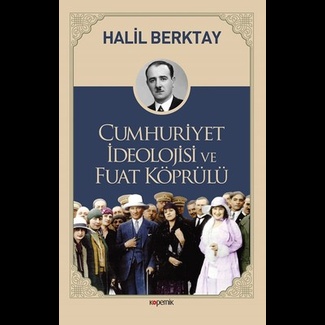 HALİL BERKTAY
CUMHURİYET
İDEOLOJİSİ VE
FUAT KÖPRÜLÜ
kopernik